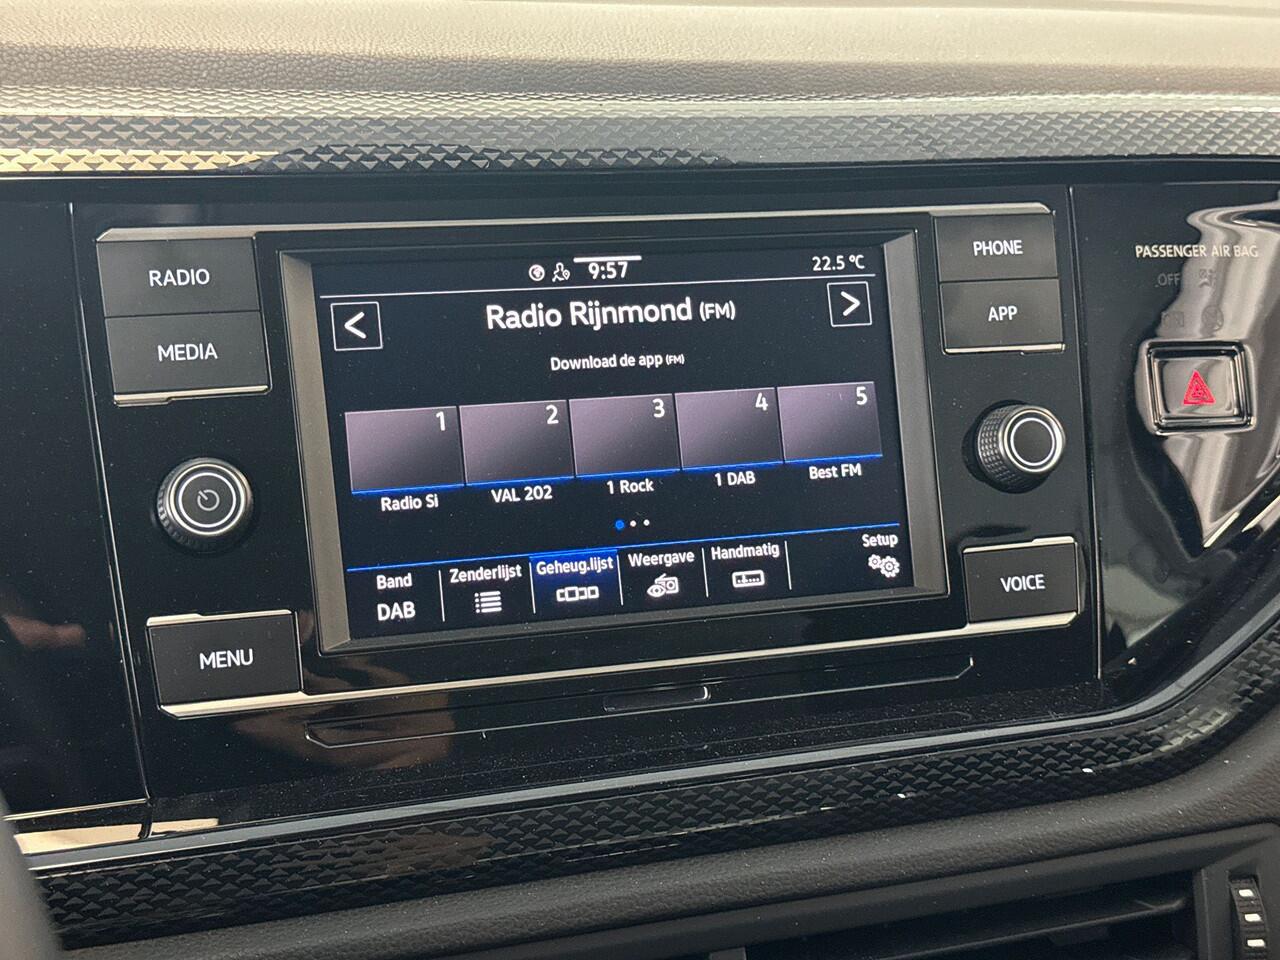 RADIO
MEDIA
MENU
9:57
22.5 °C
<
Radio Rijnmond (FM)
>
Download de app (FM)
1
2
3
4
5
Radio Si
VAL 202
1 Rock
1 DAB
Best FM
Band
DAB
Zenderlijst
Geheug.lijst
Weergave
Handmatig
Setup
PHONE
APP
VOICE
PASSENGER AIR BAG
OFF